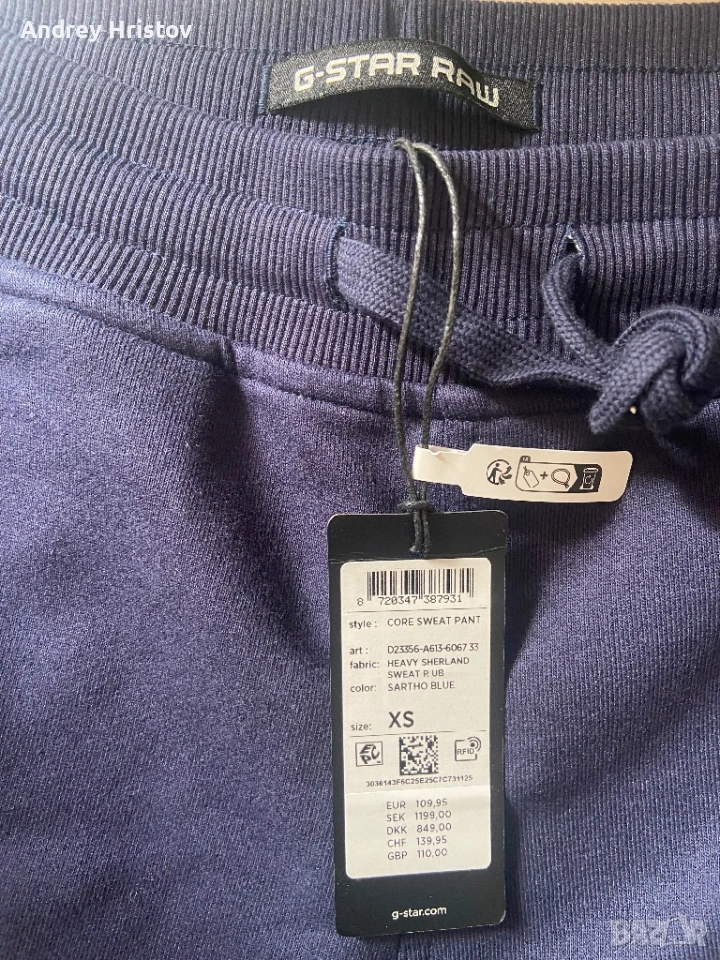 Andrey Hristov
G-STAR RAW
8 720347 387931
style : CORE SWEAT PANT
art : D23356-A613-6067 33
fabric: HEAVY SHERLAND
SWEAT R UB
color: SARTHO BLUE
size: XS
RFID
3036143F6C25E25C7C731125
EUR 109,95
SEK 1199,00
DKK 849,00
CHF 139,95
GBP 110,00
g-star.com
BAZAR